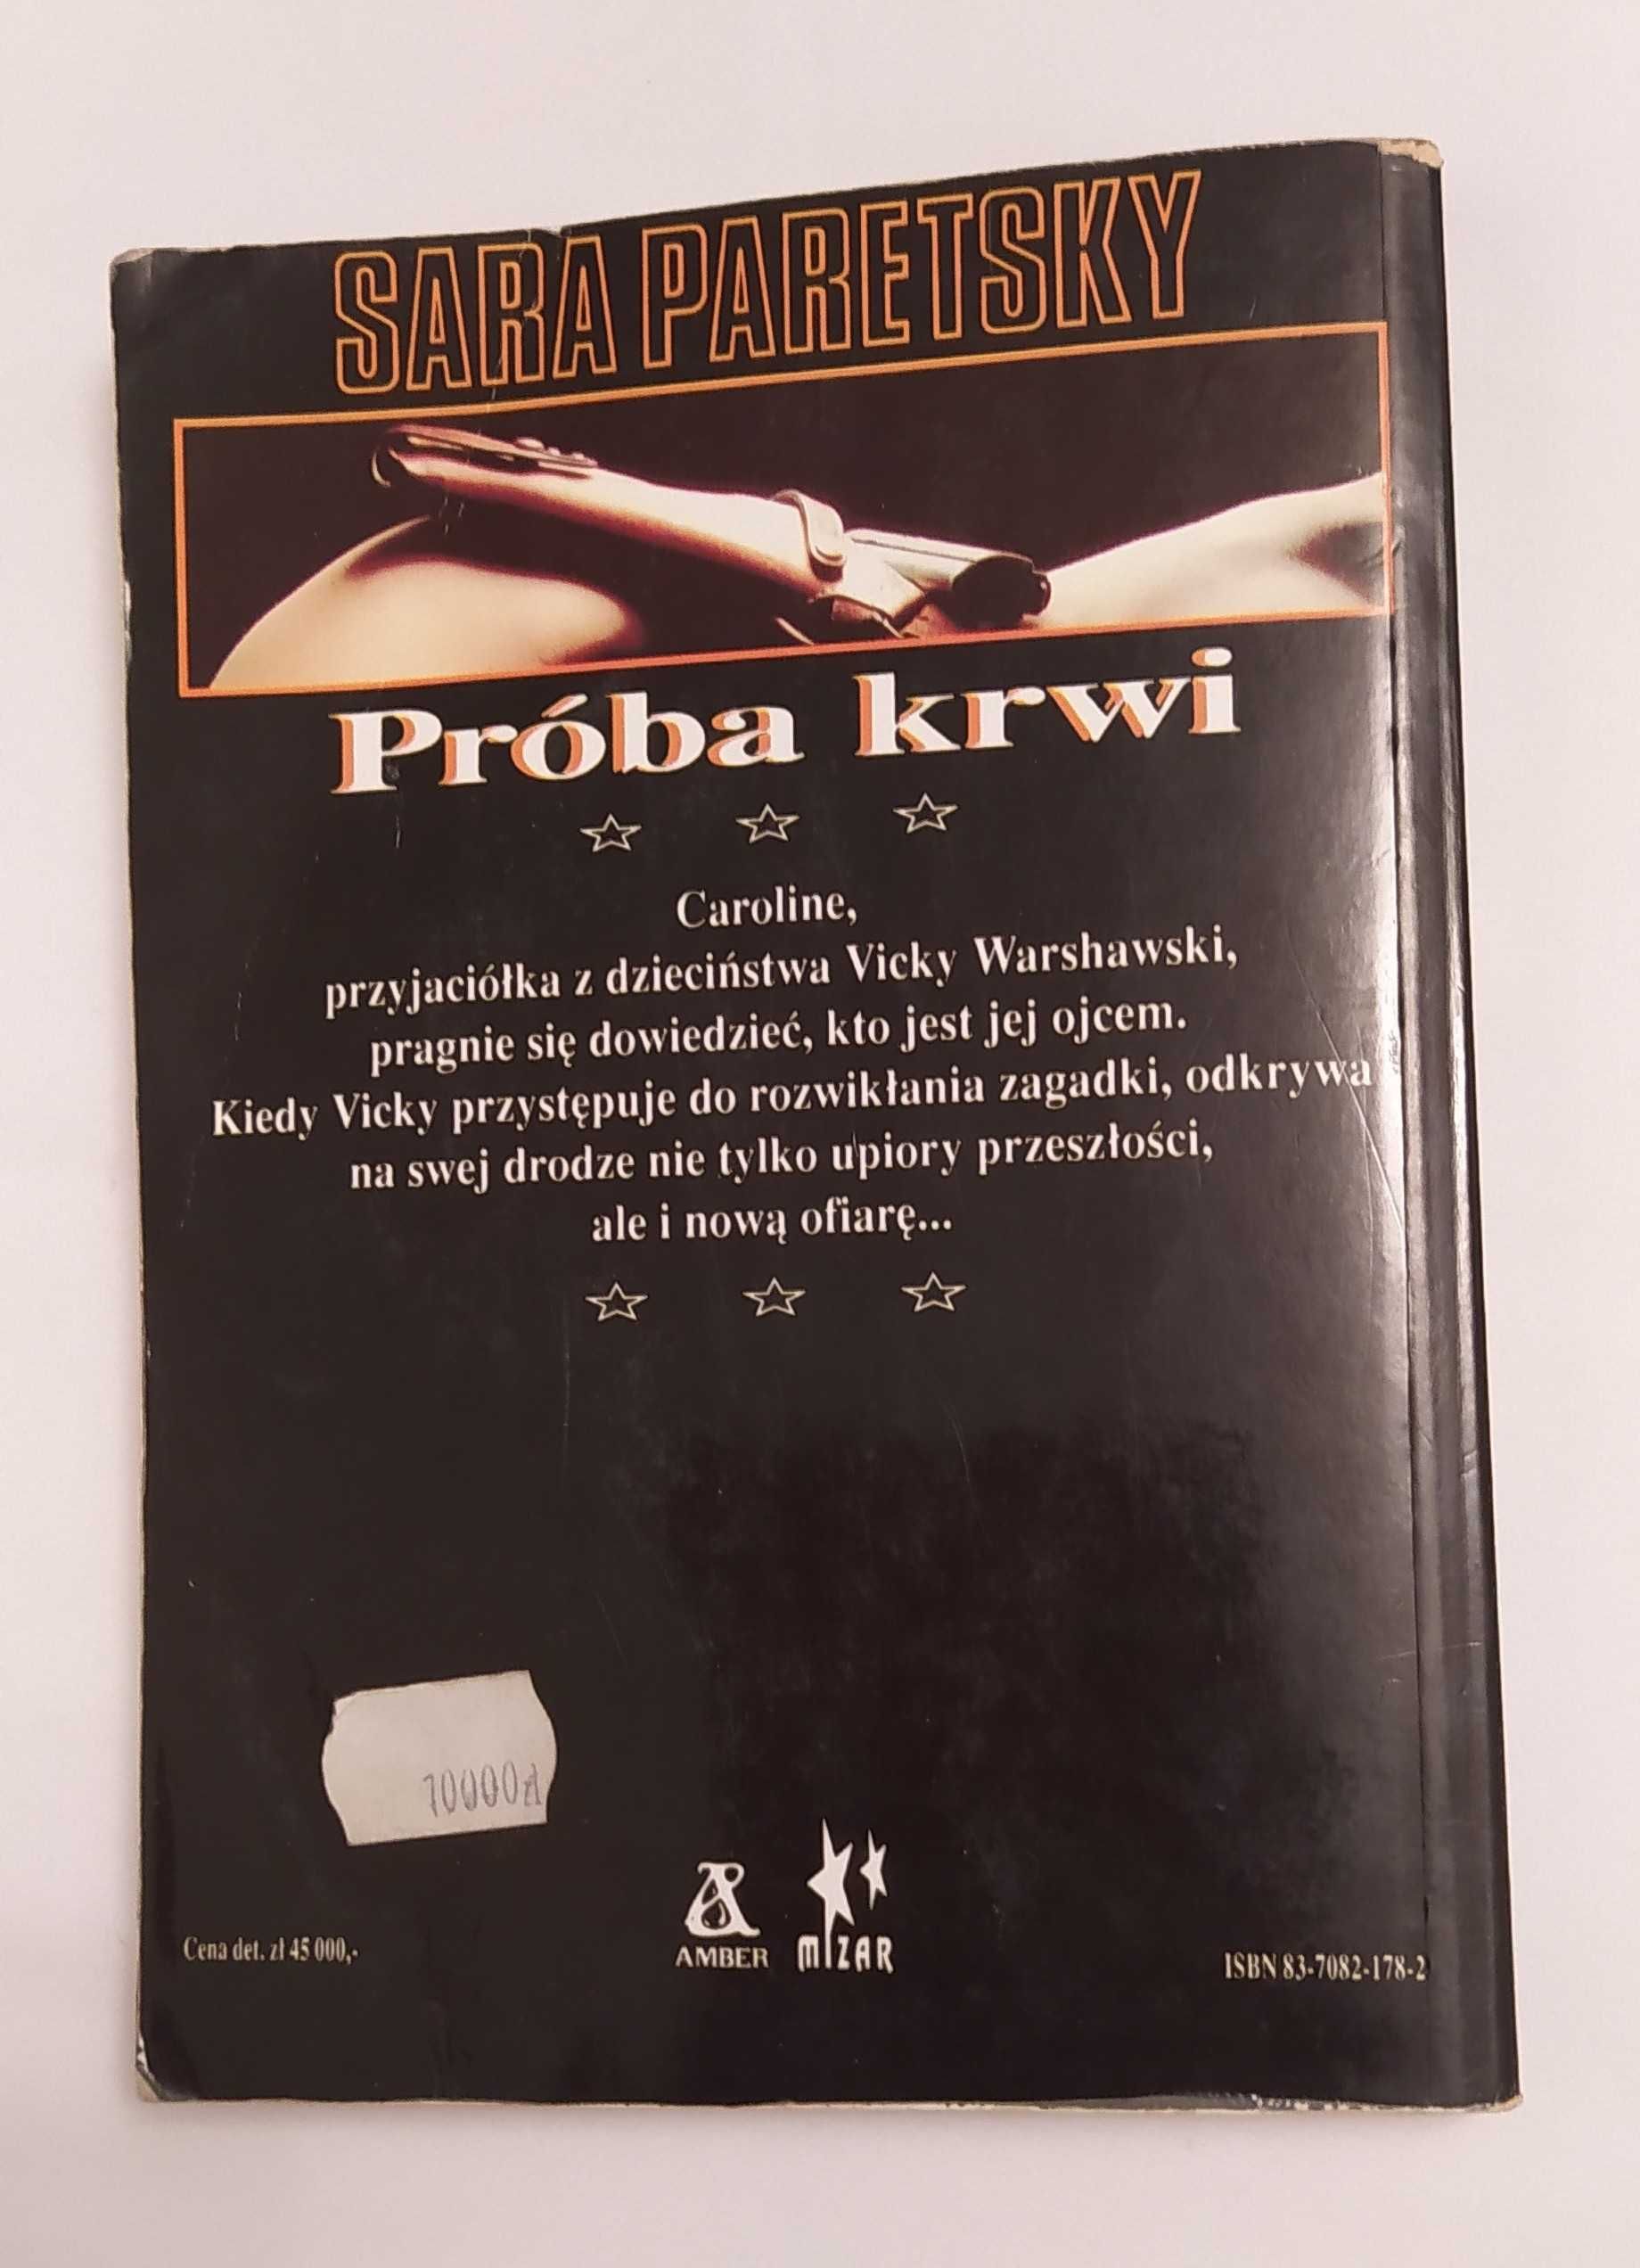 SARA PARETSKY
Próba krwi
Caroline,
przyjaciółka z dzieciństwa Vicky Warshawski,
pragnie się dowiedzieć, kto jest jej ojcem.
Kiedy Vicky przystępuje do rozwikłania zagadki, odkrywa
na swej drodze nie tylko upiory przeszłości,
ale i nową ofiarę...
10000zł
Cena det. zł 45 000,-
AMBER
MIZAR
ISBN 83-7082-178-2